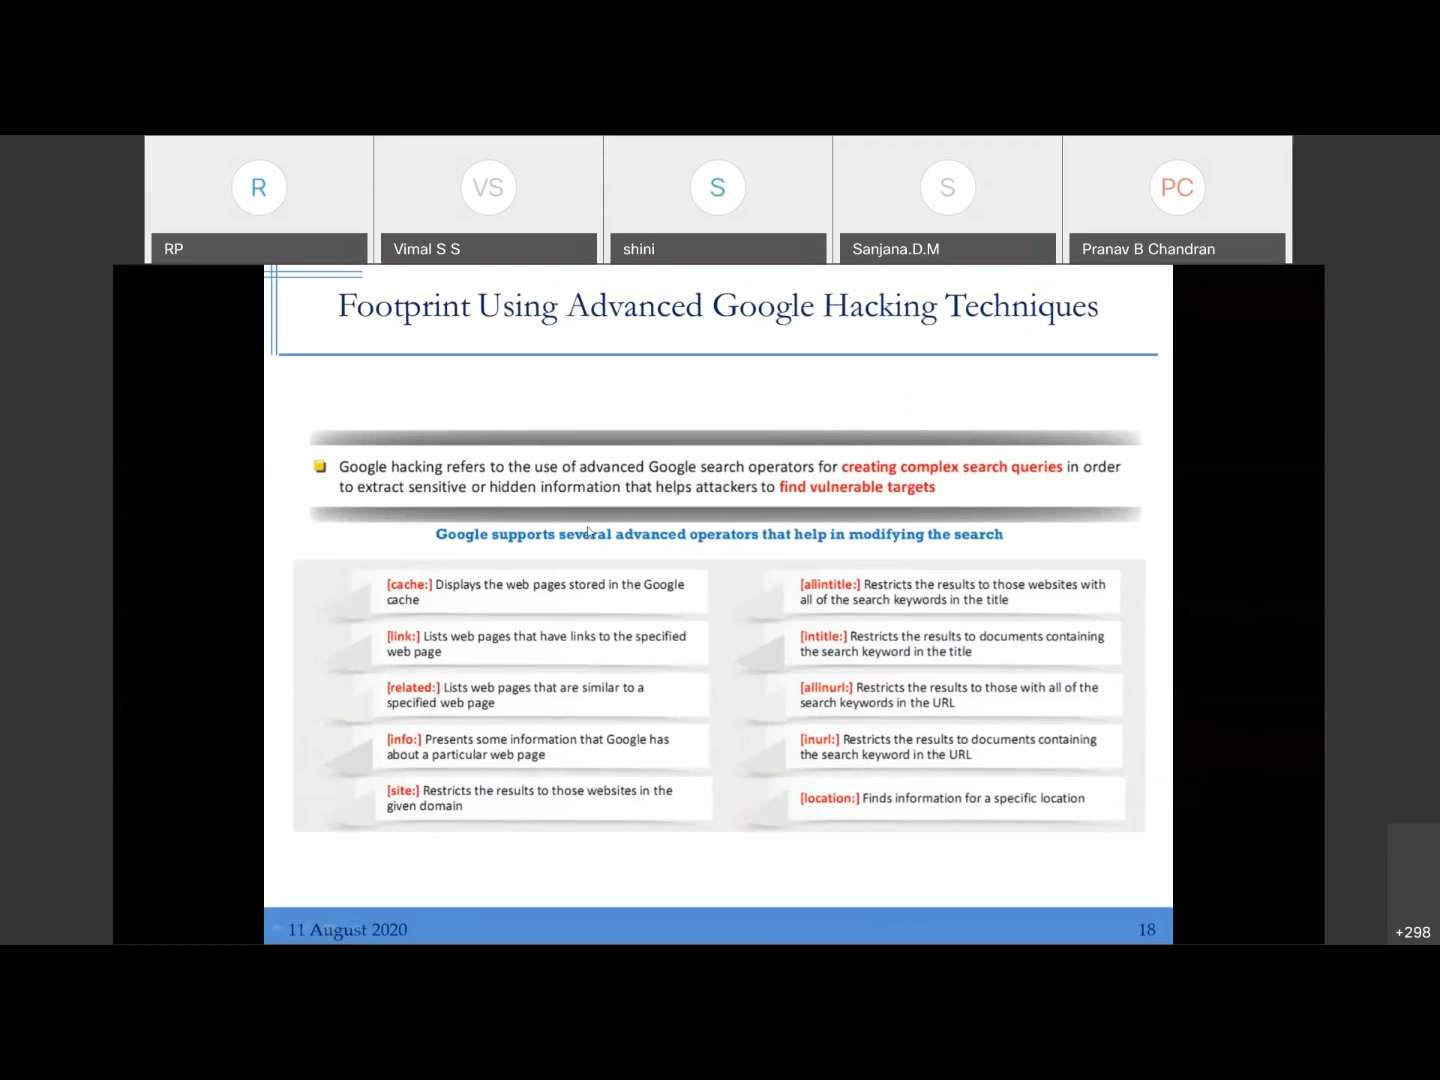 R
VS
S
S
PC
RP
Vimal S S
shini
Sanjana.D.M
Pranav B Chandran
Footprint Using Advanced Google Hacking Techniques
Google hacking refers to the use of advanced Google search operators for creating complex search queries in order
to extract sensitive or hidden information that helps attackers to find vulnerable targets
Google supports several advanced operators that help in modifying the search
[cache:] Displays the web pages stored in the Google
cache
[link:] Lists web pages that have links to the specified
web page
[related:] Lists web pages that are similar to a
specified web page
[info:] Presents some information that Google has
about a particular web page
[site:] Restricts the results to those websites in the
given domain
[allintitle:] Restricts the results to those websites with
all of the search keywords in the title
[intitle:] Restricts the results to documents containing
the search keyword in the title
[allinurl:] Restricts the results to those with all of the
search keywords in the URL
[inurl:] Restricts the results to documents containing
the search keyword in the URL
[location:] Finds information for a specific location
11 August 2020
18
+298